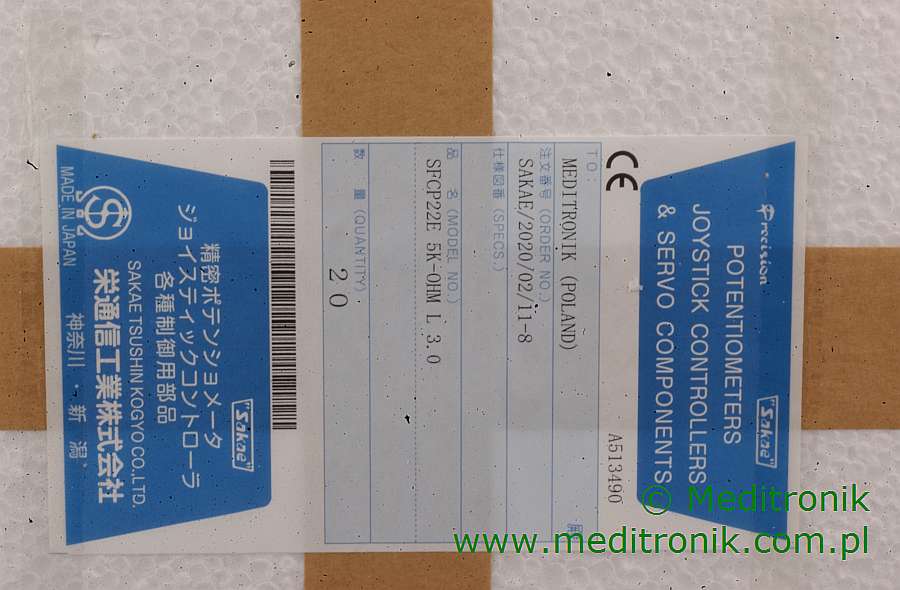 Precision
"Sakae"
POTENTIOMETERS
JOYSTICK CONTROLLERS
& SERVO COMPONENTS
CE
A513490
TO:
MEDITRONIK (POLAND)
注文番号 (ORDER NO.)
SAKAE/2020/02/11-8
仕様図番 (SPECS.)
品 名 (MODEL NO.)
SFCP22E 5K-OHM L 3.0
数 量 (QUANTITY)
20
"Sakae"
精密ポテンショメータ
ジョイスティックコントローラ
各種制御用部品
SAKAE TSUSHIN KOGYO CO.,LTD.
栄通信工業株式会社
神奈川・新潟
MADE IN JAPAN
© Meditronik
www.meditronik.com.pl